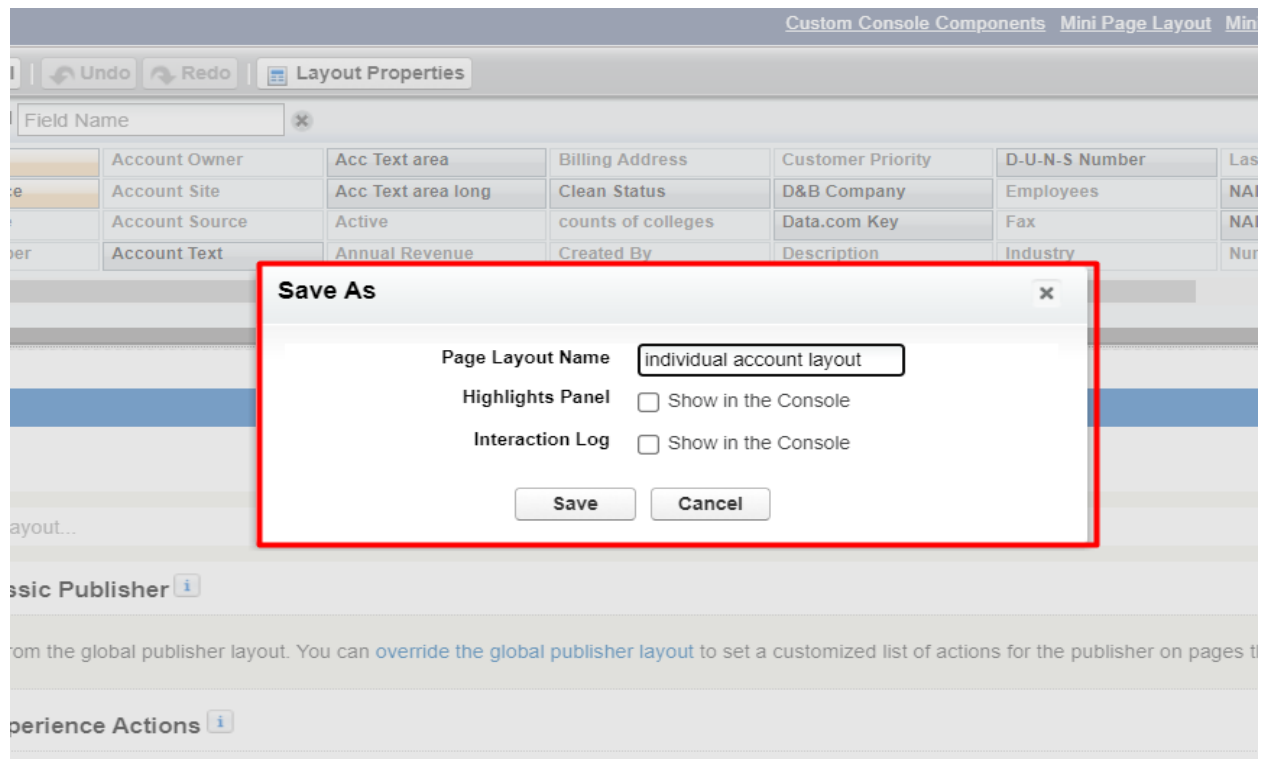 Custom Console Components Mini Page Layout
Undo Redo Layout Properties
Field Name
Account Owner Acc Text area Billing Address Customer Priority D-U-N-S Number
Account Site Acc Text area long Clean Status D&B Company Employees
Account Source Active counts of colleges Data.com Key Fax
Account Text Annual Revenue Created By Description Industry
Save As
Page Layout Name individual account layout
Highlights Panel Show in the Console
Interaction Log Show in the Console
Save Cancel
ayout...
ssic Publisher
rom the global publisher layout. You can override the global publisher layout to set a customized list of actions for the publisher on pages
perience Actions